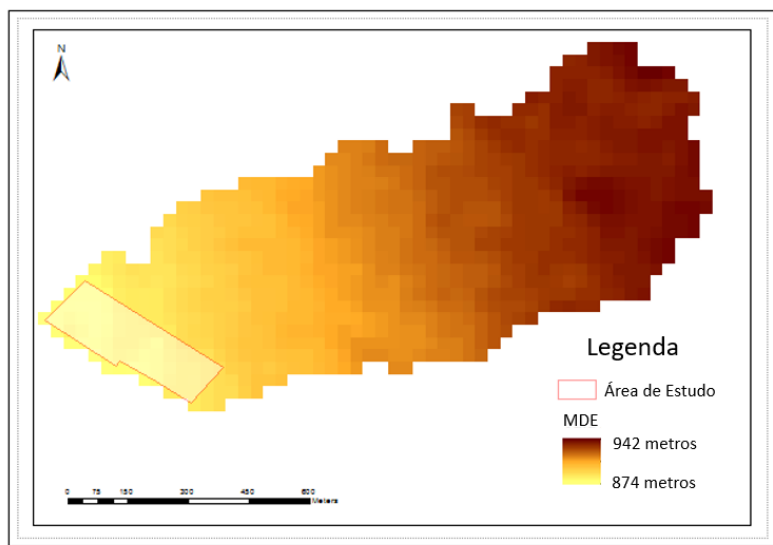 N
Legenda
Área de Estudo
MDE
942 metros
874 metros
0 75 150 300 450 600
Meters